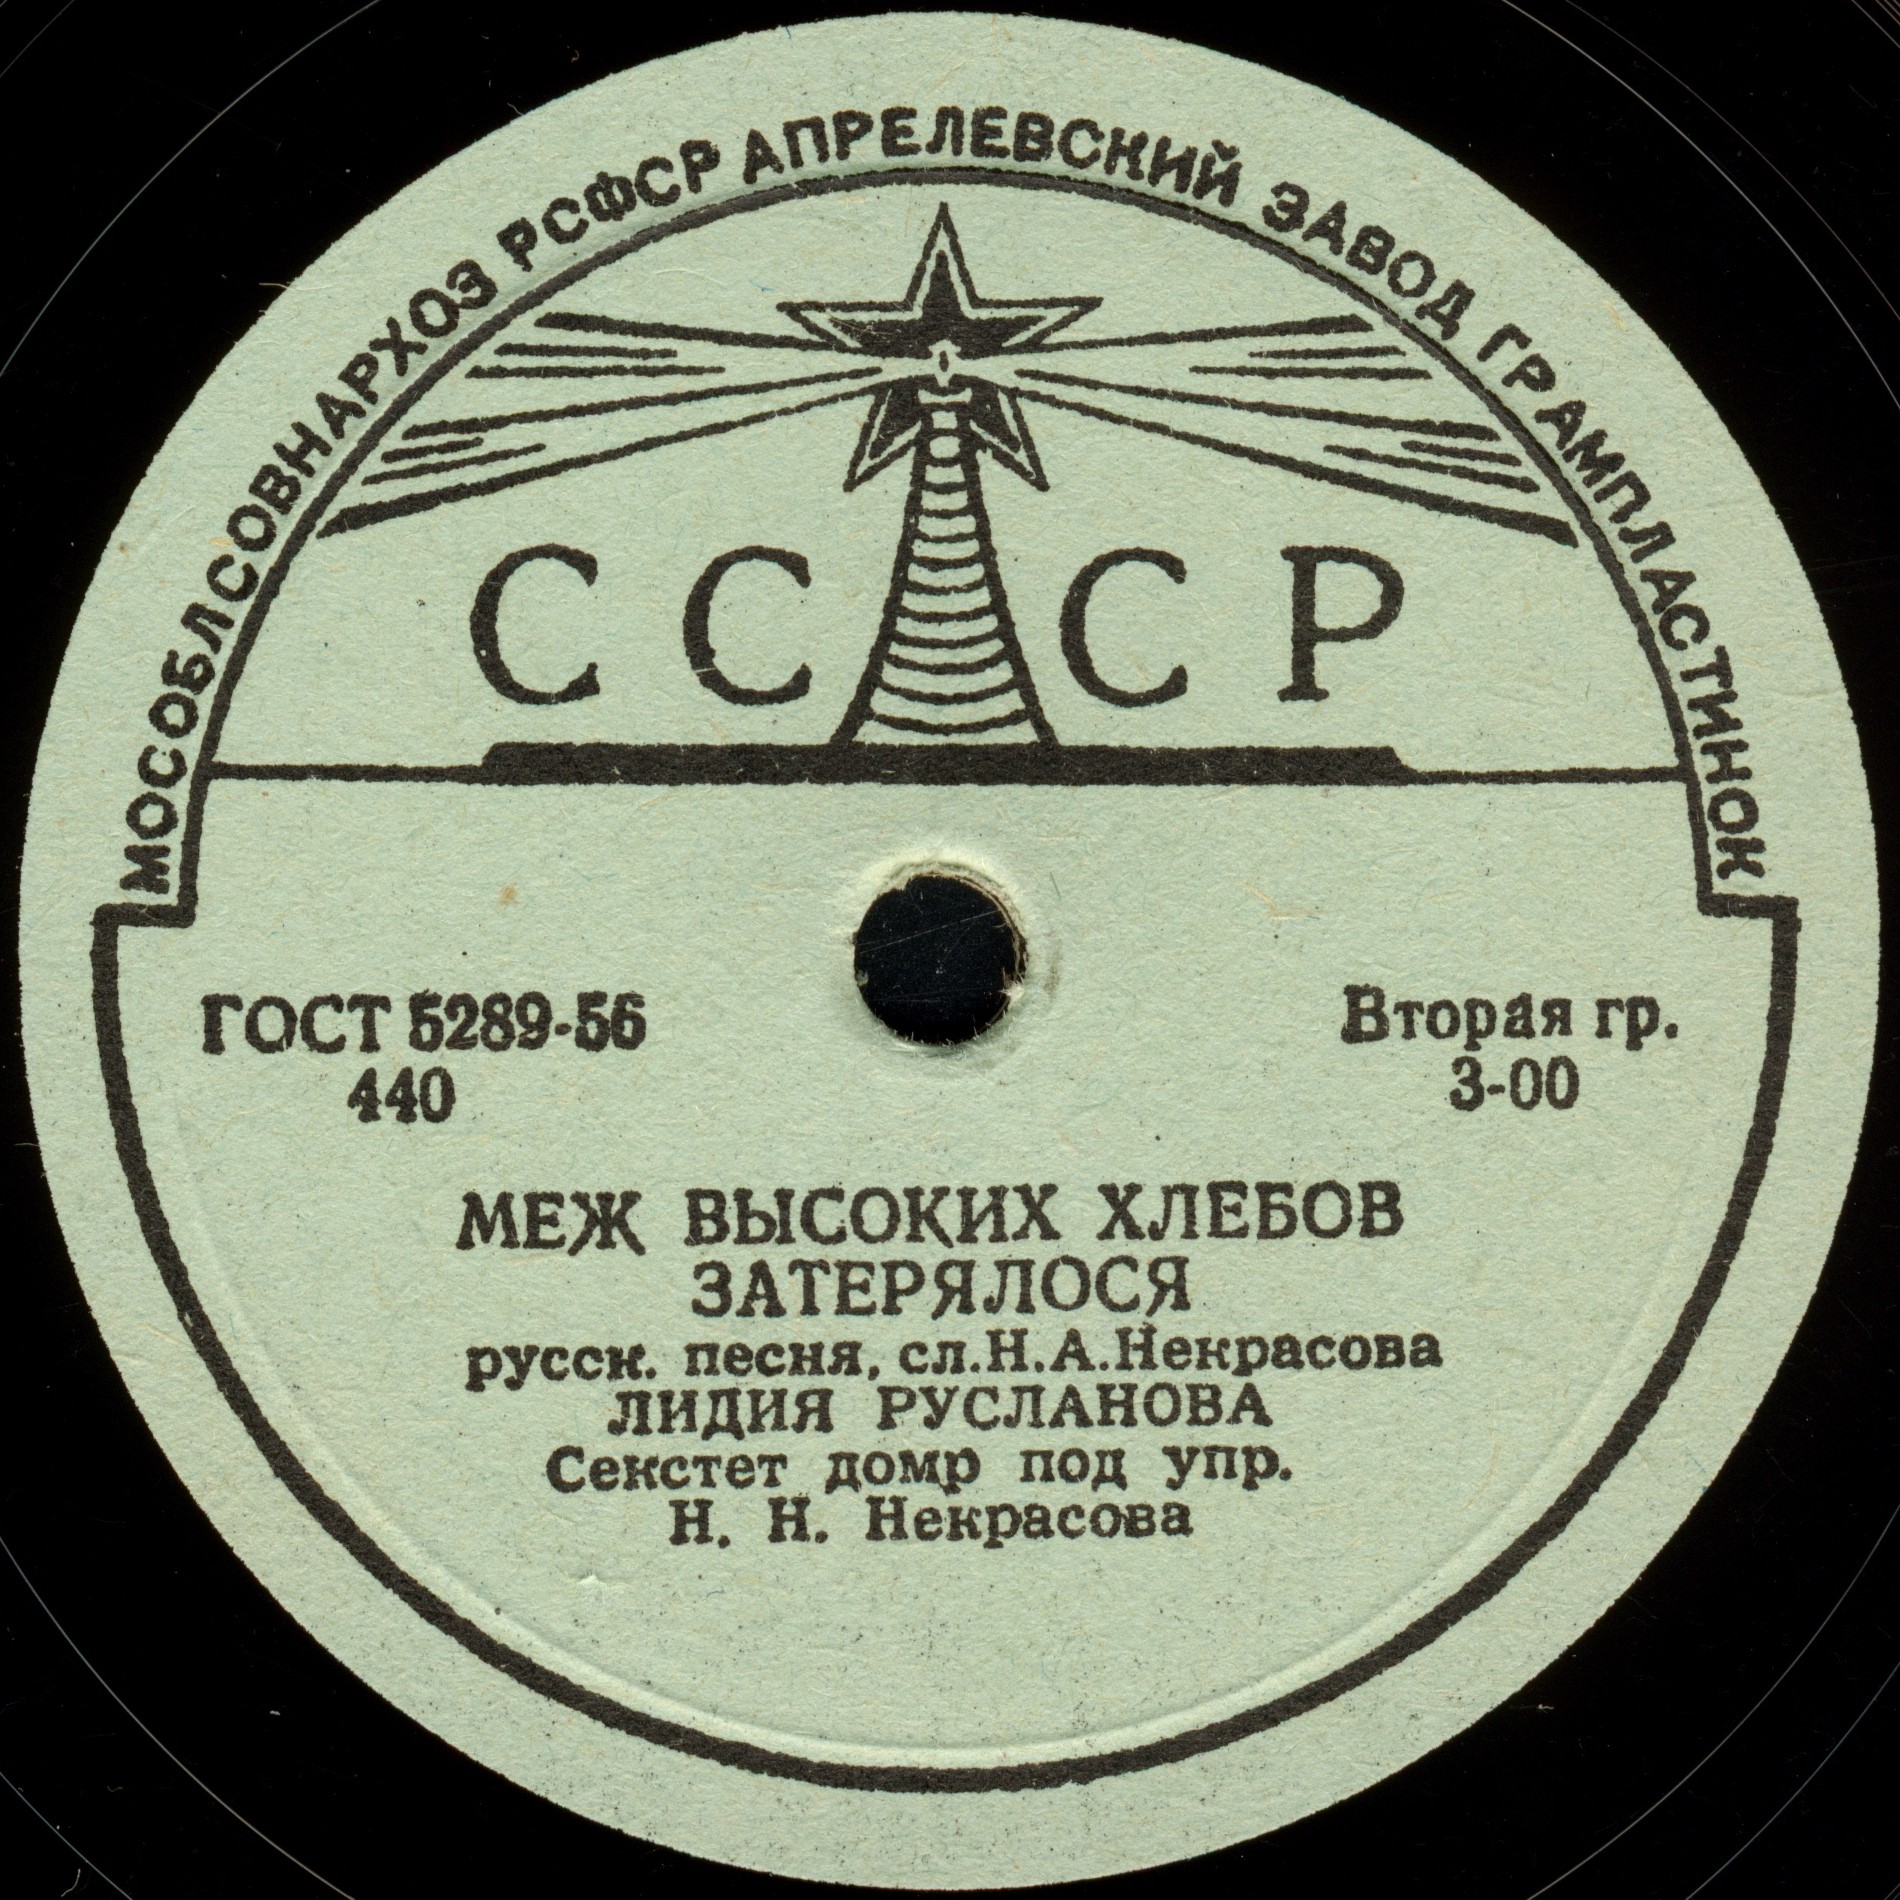 МОСОБЛСОВНАРХОЗ РСФСР АПРЕЛЕВСКИЙ ЗАВОД ГРАМПЛАСТИНОК
СССР
ГОСТ 5289-56
440
Вторая гр.
3-00
МЕЖ ВЫСОКИХ ХЛЕБОВ
ЗАТЕРЯЛОСЯ
русск. песня, сл.Н.А.Некрасова
ЛИДИЯ РУСЛАНОВА
Секстет домр под упр.
Н. Н. Некрасова